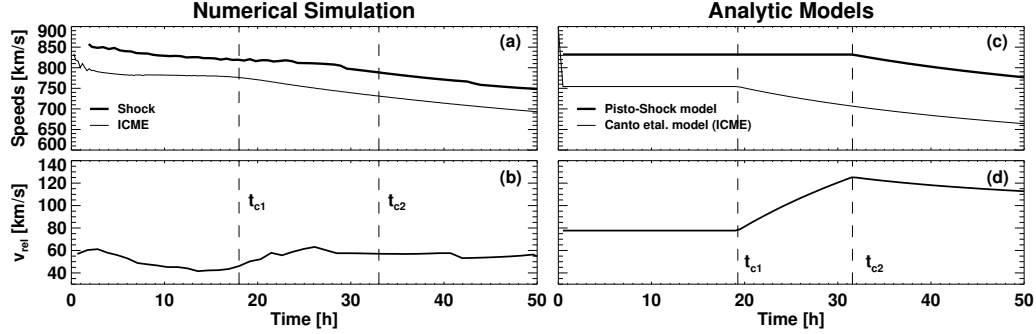 Numerical Simulation
Analytic Models
Speeds [km/s]
900
850
800
750
700
650
600
(a)
Shock
ICME
(c)
Pisto-Shock model
Canto etal. model (ICME)
v_rel [km/s]
140
120
100
80
60
40
20
0
(b)
t_c1
t_c2
(d)
t_c1
t_c2
0 10 20 30 40 50
Time [h]
0 10 20 30 40 50
Time [h]